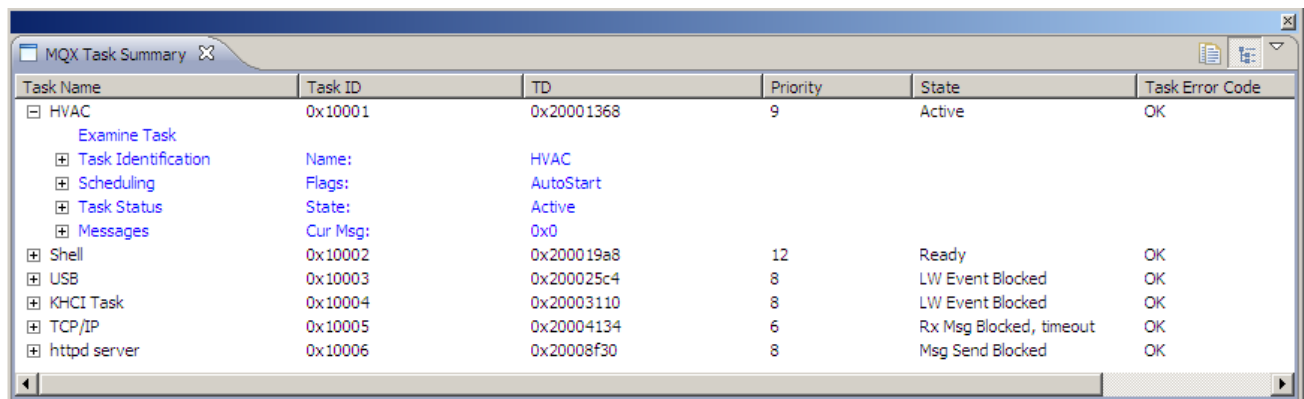 MQX Task Summary
Task Name Task ID TD Priority State Task Error Code
HVAC 0x10001 0x20001368 9 Active OK
Examine Task
Task Identification Name: HVAC
Scheduling Flags: AutoStart
Task Status State: Active
Messages Cur Msg: 0x0
Shell 0x10002 0x200019a8 12 Ready OK
USB 0x10003 0x200025c4 8 LW Event Blocked OK
KHCI Task 0x10004 0x20003110 8 LW Event Blocked OK
TCP/IP 0x10005 0x20004134 6 Rx Msg Blocked, timeout OK
httpd server 0x10006 0x20008f30 8 Msg Send Blocked OK